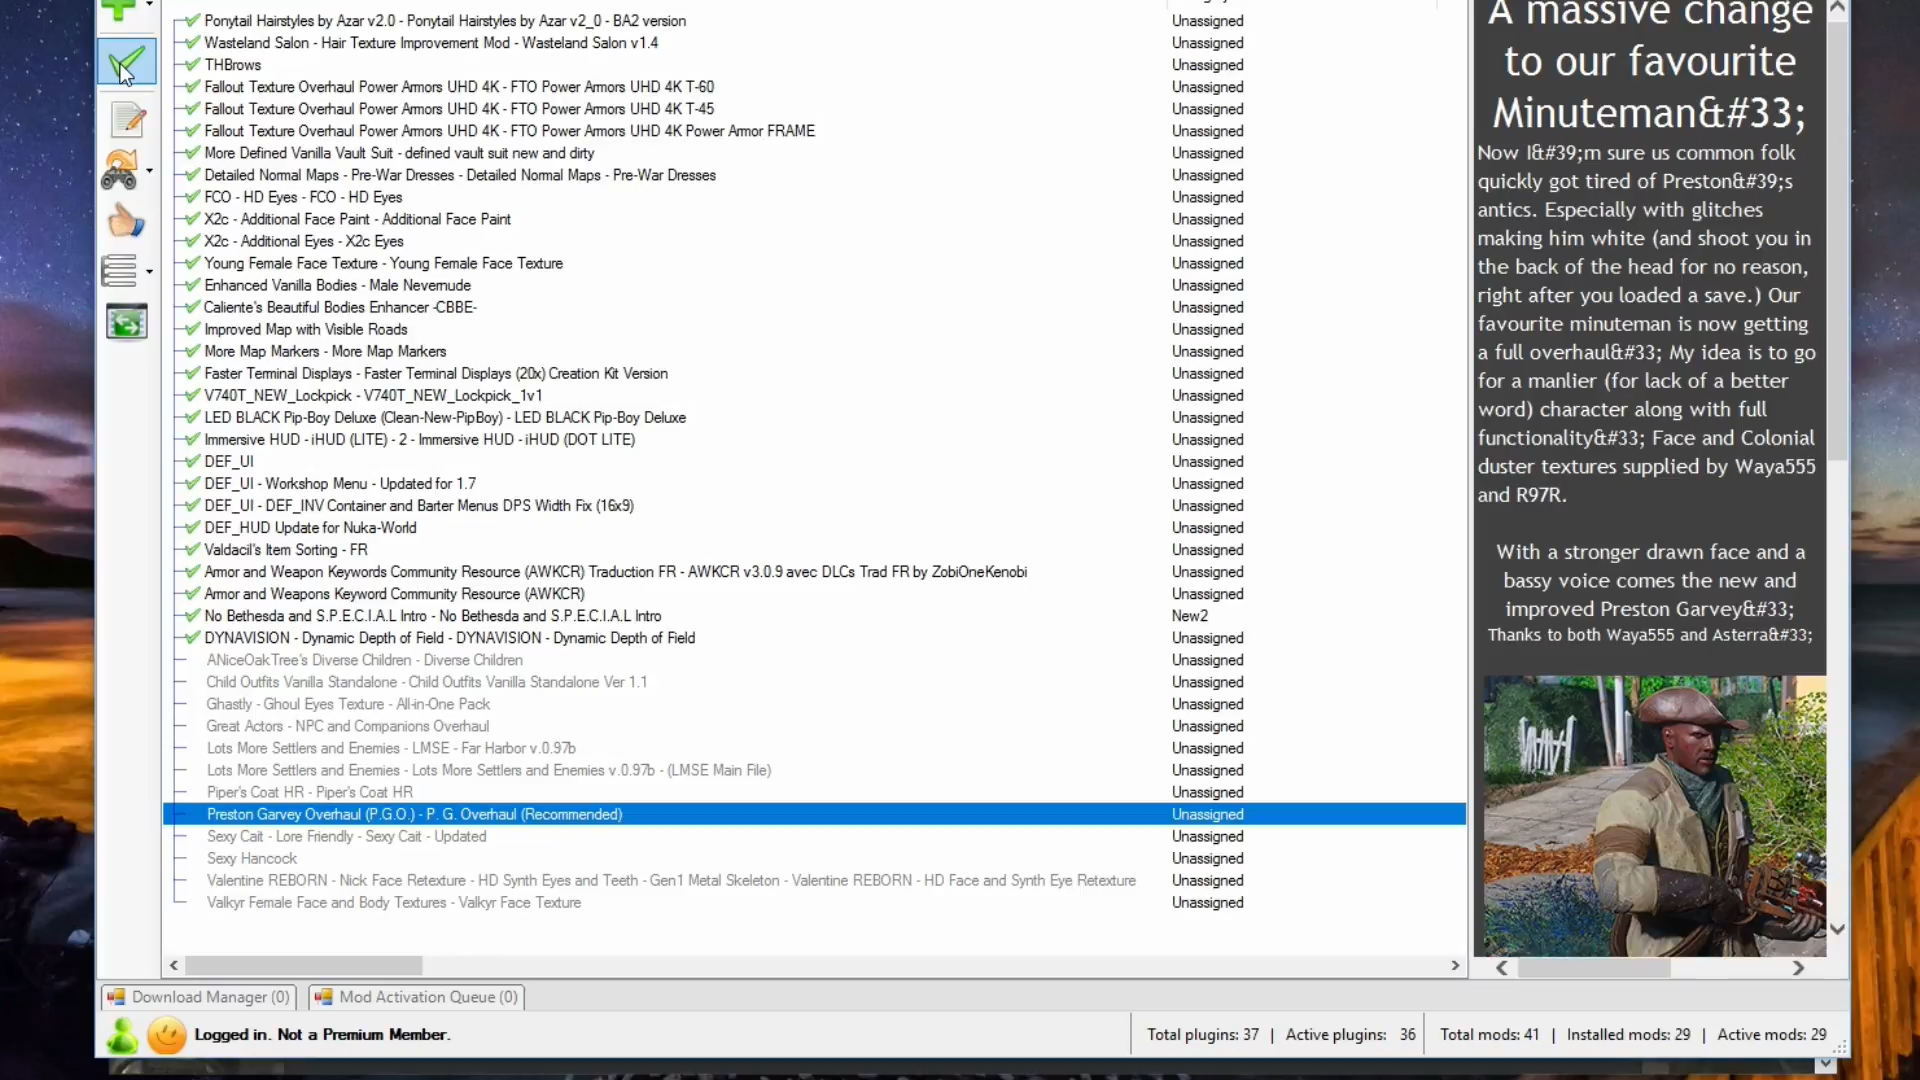 Ponytail Hairstyles by Azar v2.0 - Ponytail Hairstyles by Azar v2_0 - BA2 version Unassigned
Wasteland Salon - Hair Texture Improvement Mod - Wasteland Salon v1.4 Unassigned
THBrows Unassigned
Fallout Texture Overhaul Power Armors UHD 4K - FTO Power Armors UHD 4K T-60 Unassigned
Fallout Texture Overhaul Power Armors UHD 4K - FTO Power Armors UHD 4K T-45 Unassigned
Fallout Texture Overhaul Power Armors UHD 4K - FTO Power Armors UHD 4K Power Armor FRAME Unassigned
More Defined Vanilla Vault Suit - defined vault suit new and dirty Unassigned
Detailed Normal Maps - Pre-War Dresses - Detailed Normal Maps - Pre-War Dresses Unassigned
FCO - HD Eyes - FCO - HD Eyes Unassigned
X2c - Additional Face Paint - Additional Face Paint Unassigned
X2c - Additional Eyes - X2c Eyes Unassigned
Young Female Face Texture - Young Female Face Texture Unassigned
Enhanced Vanilla Bodies - Male Nevernude Unassigned
Caliente's Beautiful Bodies Enhancer -CBBE- Unassigned
Improved Map with Visible Roads Unassigned
More Map Markers - More Map Markers Unassigned
Faster Terminal Displays - Faster Terminal Displays (20x) Creation Kit Version Unassigned
V740T_NEW_Lockpick - V740T_NEW_Lockpick_1v1 Unassigned
LED BLACK Pip-Boy Deluxe (Clean-New-PipBoy) - LED BLACK Pip-Boy Deluxe Unassigned
Immersive HUD - iHUD (LITE) - 2 - Immersive HUD - iHUD (DOT LITE) Unassigned
DEF_UI Unassigned
DEF_UI - Workshop Menu - Updated for 1.7 Unassigned
DEF_UI - DEF_INV Container and Barter Menus DPS Width Fix (16x9) Unassigned
DEF_HUD Update for Nuka-World Unassigned
Valdacil's Item Sorting - FR Unassigned
Armor and Weapon Keywords Community Resource (AWKCR) Traduction FR - AWKCR v3.0.9 avec DLCs Trad FR by ZobiOneKenobi Unassigned
Armor and Weapons Keyword Community Resource (AWKCR) Unassigned
No Bethesda and S.P.E.C.I.A.L Intro - No Bethesda and S.P.E.C.I.A.L Intro New2
DYNAVISION - Dynamic Depth of Field - DYNAVISION - Dynamic Depth of Field Unassigned
ANiceOakTree's Diverse Children - Diverse Children Unassigned
Child Outfits Vanilla Standalone - Child Outfits Vanilla Standalone Ver 1.1 Unassigned
Ghastly - Ghoul Eyes Texture - All-in-One Pack Unassigned
Great Actors - NPC and Companions Overhaul Unassigned
Lots More Settlers and Enemies - LMSE - Far Harbor v.0.97b Unassigned
Lots More Settlers and Enemies - Lots More Settlers and Enemies v.0.97b - (LMSE Main File) Unassigned
Piper's Coat HR - Piper's Coat HR Unassigned
Preston Garvey Overhaul (P.G.O.) - P. G. Overhaul (Recommended) Unassigned
Sexy Cait - Lore Friendly - Sexy Cait - Updated Unassigned
Sexy Hancock Unassigned
Valentine REBORN - Nick Face Retexture - HD Synth Eyes and Teeth - Gen1 Metal Skeleton - Valentine REBORN - HD Face and Synth Eye Retexture Unassigned
Valkyr Female Face and Body Textures - Valkyr Face Texture Unassigned
A massive change
to our favourite
Minuteman&#33;
Now I&#39;m sure us common folk
quickly got tired of Preston&#39;s
antics. Especially with glitches
making him white (and shoot you in
the back of the head for no reason,
right after you loaded a save.) Our
favourite minuteman is now getting
a full overhaul&#33; My idea is to go
for a manlier (for lack of a better
word) character along with full
functionality&#33; Face and Colonial
duster textures supplied by Waya555
and R97R.
With a stronger drawn face and a
bassy voice comes the new and
improved Preston Garvey&#33;
Thanks to both Waya555 and Asterra&#33;
Download Manager (0) Mod Activation Queue (0)
Logged in. Not a Premium Member. Total plugins: 37 | Active plugins: 36 Total mods: 41 | Installed mods: 29 | Active mods: 29